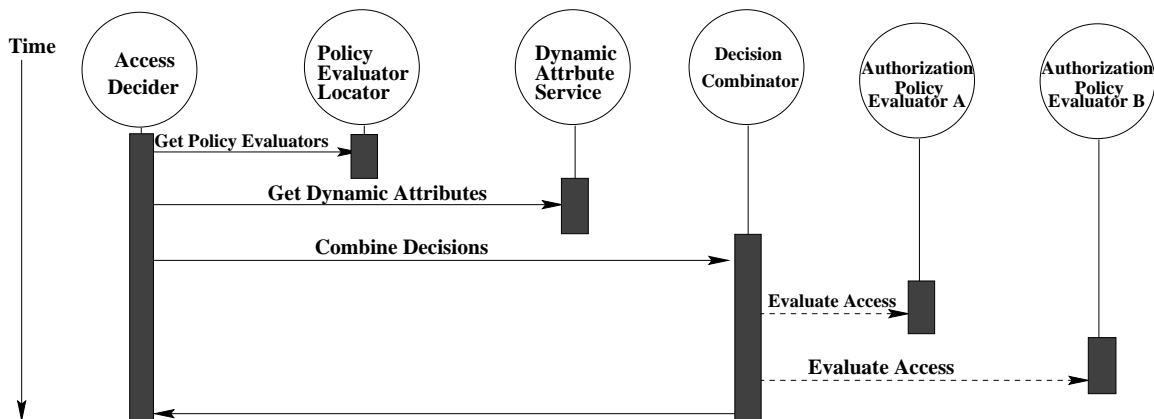 Time
Access
Decider
Policy
Evaluator
Locator
Dynamic
Attrbute
Service
Decision
Combinator
Authorization
Policy
Evaluator A
Authorization
Policy
Evaluator B
Get Policy Evaluators
Get Dynamic Attributes
Combine Decisions
Evaluate Access
Evaluate Access